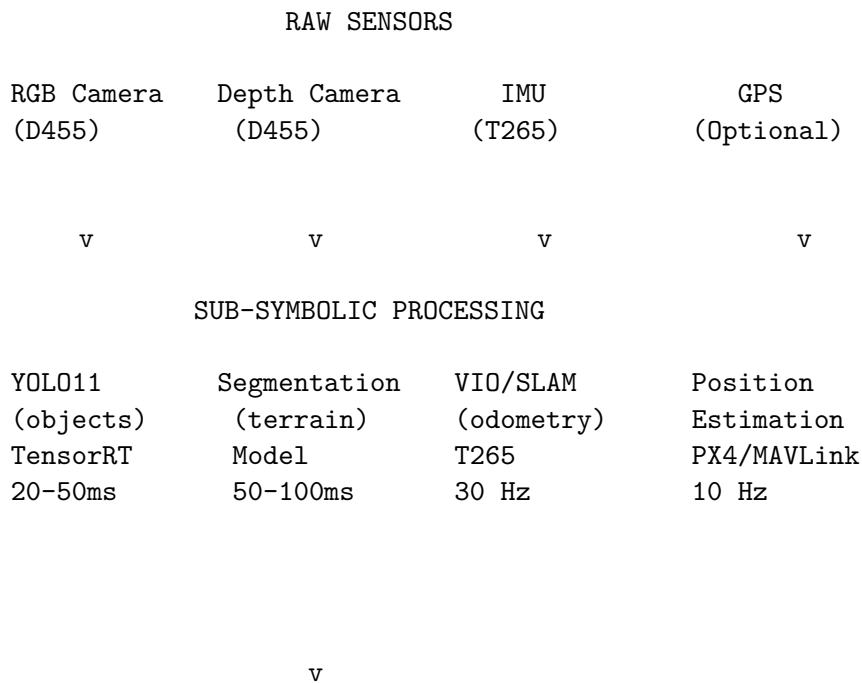 RAW SENSORS
RGB Camera Depth Camera IMU GPS
(D455) (D455) (T265) (Optional)
v v v v
SUB-SYMBOLIC PROCESSING
YOLO11 Segmentation VIO/SLAM Position
(objects) (terrain) (odometry) Estimation
TensorRT Model T265 PX4/MAVLink
20-50ms 50-100ms 30 Hz 10 Hz
v